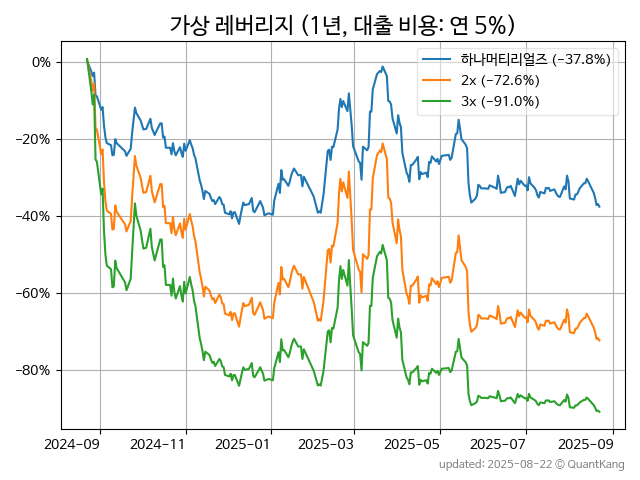 가상 레버리지 (1년, 대출 비용: 연 5%)
하나머티리얼즈 (−37.8%)
2x (−72.6%)
3x (−91.0%)
0%
−20%
−40%
−60%
−80%
2024-09 2024-11 2025-01 2025-03 2025-05 2025-07 2025-09
updated: 2025-08-22 © QuantKang